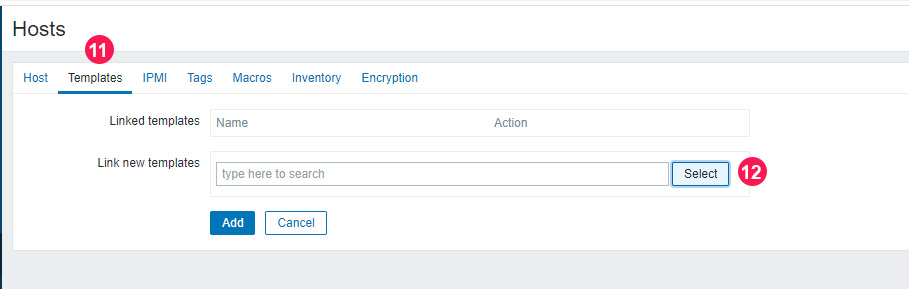 Hosts
11
Host Templates IPMI Tags Macros Inventory Encryption
Linked templates Name Action
Link new templates type here to search Select 12
Add Cancel